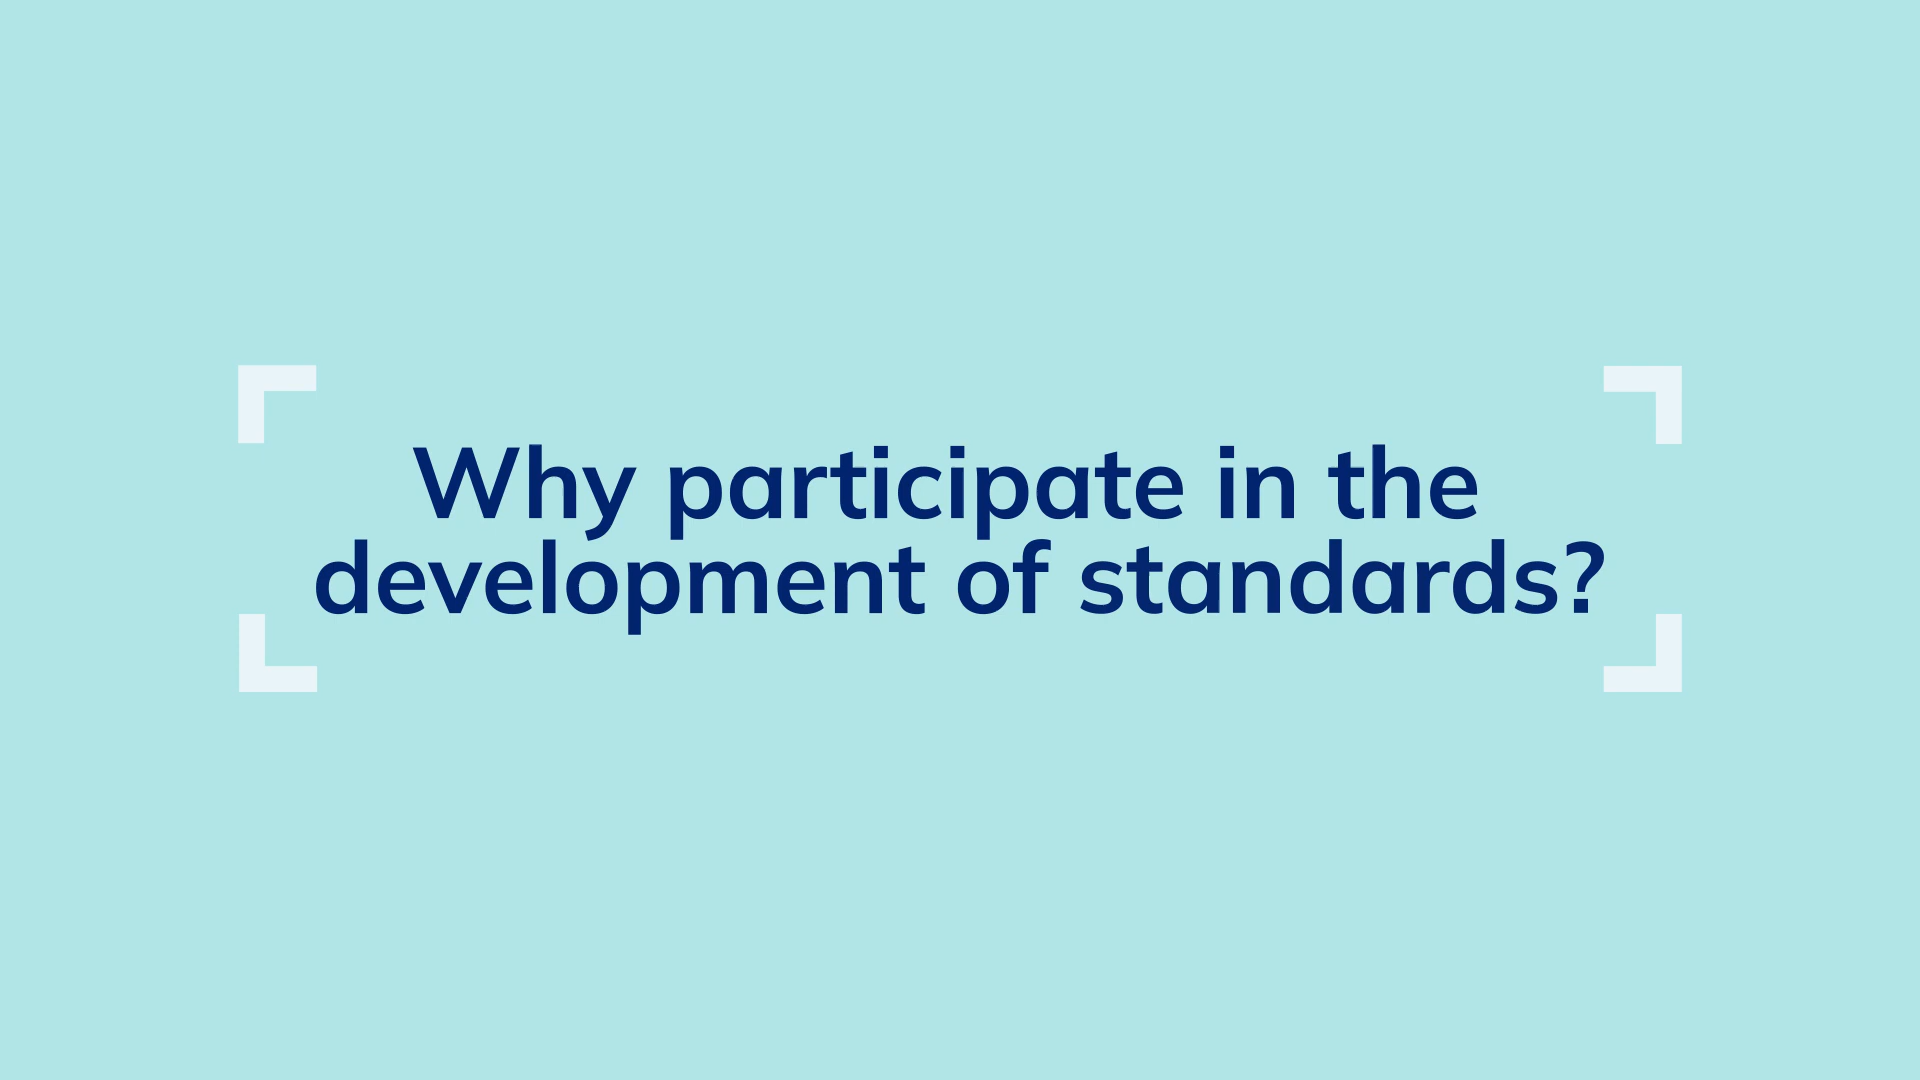 Why participate in the
development of standards?